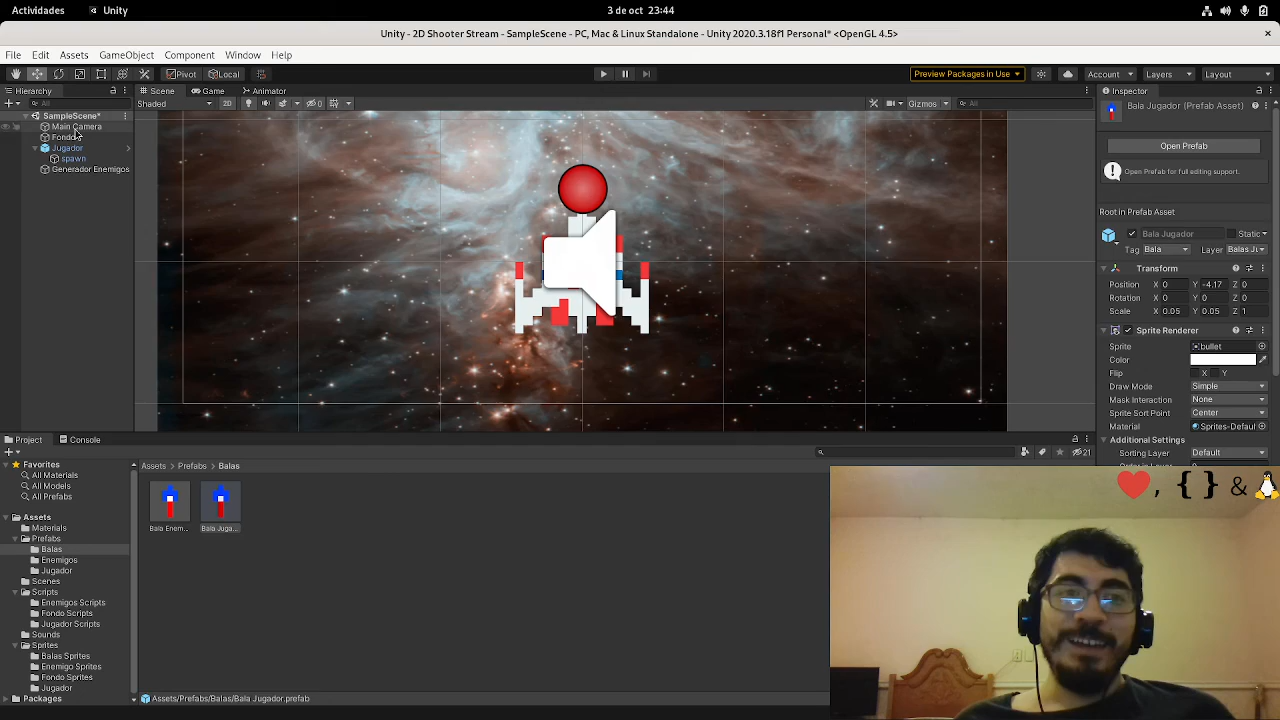 Actividades Unity 3 de oct 23:44
Unity - 2D Shooter Stream - SampleScene - PC, Mac & Linux Standalone - Unity 2020.3.18f1 Personal* <OpenGL 4.5>
File Edit Assets GameObject Component Window Help
Pivot Local Preview Packages in Use Account Layers Layout
Hierarchy Scene Game Animator Inspector
All Shaded 2D 0 Gizmos All
SampleScene*
Main Camera
Fondo
Jugador
spawn
Generador Enemigos
Bala Jugador (Prefab Asset)
Open Prefab
Open Prefab for full editing support.
Root in Prefab Asset
Bala Jugador Static
Tag Bala Layer Balas Ju
Transform
Position X 0 Y -4.17 Z 0
Rotation X 0 Y 0 Z 0
Scale X 0.05 Y 0.05 Z 1
Sprite Renderer
Sprite bullet
Color
Flip X Y
Draw Mode Simple
Mask Interaction None
Sprite Sort Point Center
Material Sprites-Defaul
Additional Settings
Sorting Layer Default
Project Console
21
Favorites
All Materials
All Models
All Prefabs
Assets
Materials
Prefabs
Balas
Enemigos
Jugador
Scenes
Scripts
Enemigos Scripts
Fondo Scripts
Jugador Scripts
Sounds
Sprites
Balas Sprites
Enemigo Sprites
Fondo Sprites
Jugador
Packages
Assets > Prefabs > Balas
Bala Enem... Bala Juga...
Assets/Prefabs/Balas/Bala Jugador.prefab
, { } &